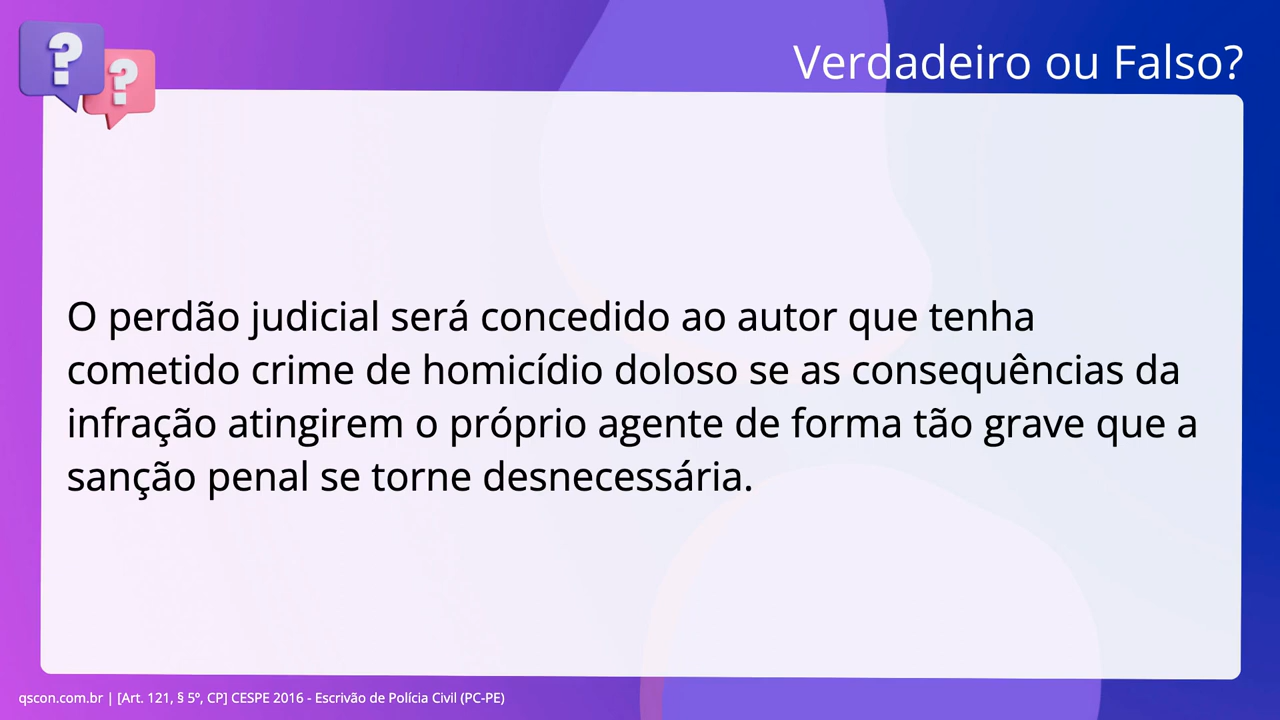 ? ?
Verdadeiro ou Falso?
O perdão judicial será concedido ao autor que tenha
cometido crime de homicídio doloso se as consequências da
infração atingirem o próprio agente de forma tão grave que a
sanção penal se torne desnecessária.
qscon.com.br | [Art. 121, § 5º, CP] CESPE 2016 - Escrivão de Polícia Civil (PC-PE)